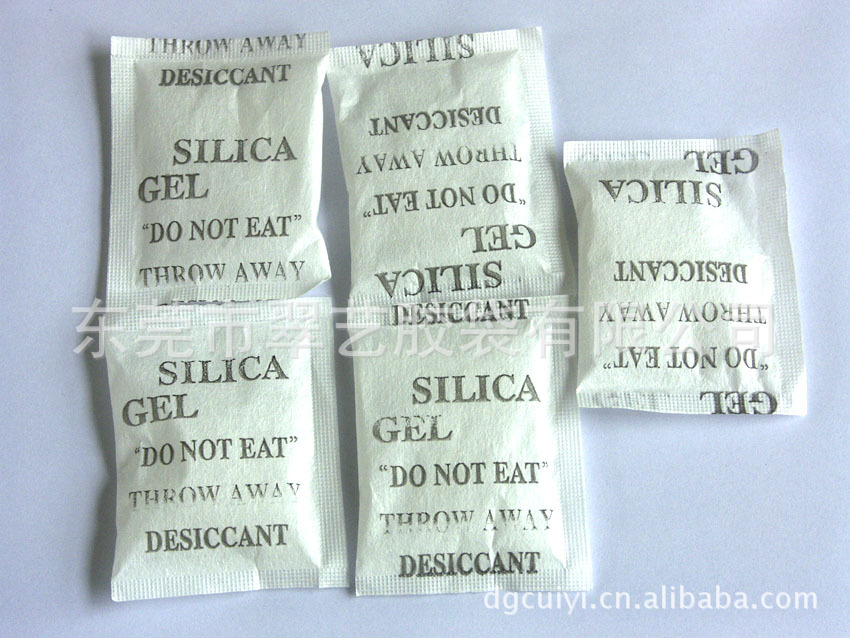 THROW AWAY
DESICCANT
SILICA
GEL
"DO NOT EAT"
THROW AWAY
SILICA
DESICCANT
THROW AWAY
"DO NOT EAT"
GEL
SILICA
GEL
SILICA
DESICCANT
THROW AWAY
"DO NOT EAT"
GEL
东莞市翠艺胶装有限公司
SILICA
GEL
"DO NOT EAT"
THROW AWAY
DESICCANT
DESICCANT
SILICA
GEL
"DO NOT EAT"
THROW AWAY
DESICCANT
dgcuiyi.cn.alibaba.com